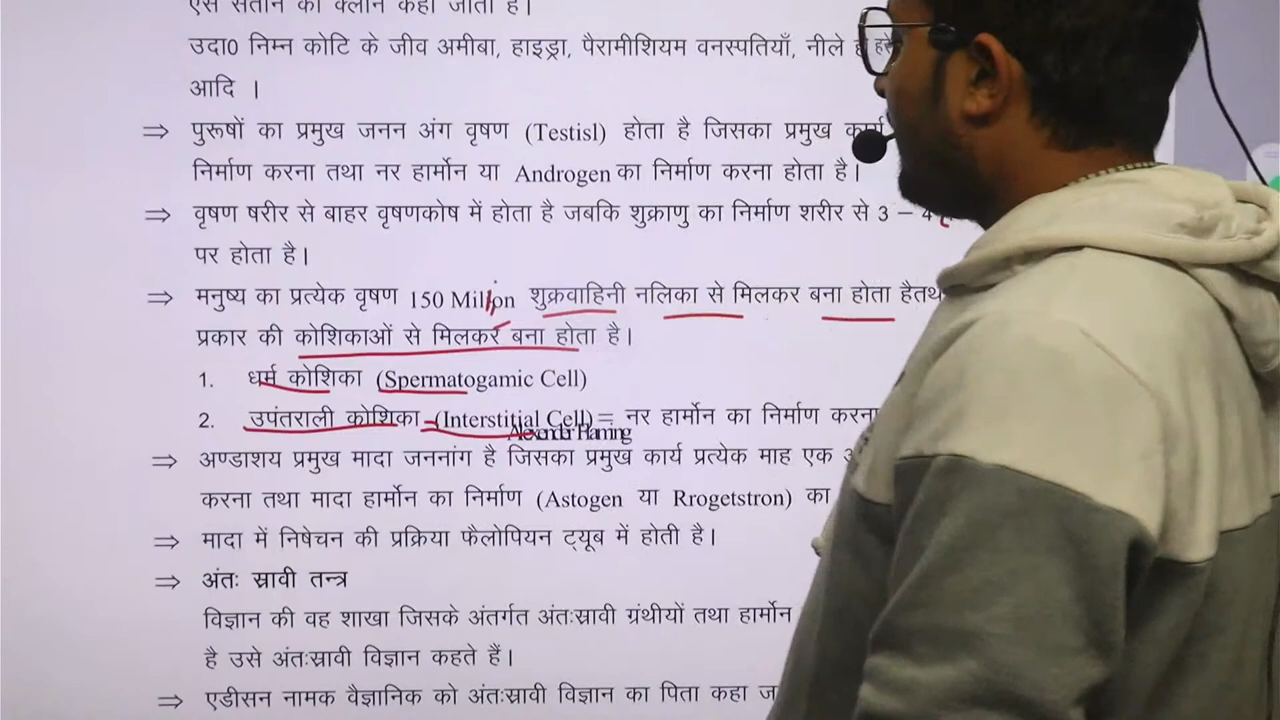 ऐसे संतान को क्लोन कहा जाता है।
उदा0 निम्न कोटि के जीव अमीबा, हाइड्रा, पैरामीशियम वनस्पतियाँ, नीले हरे
आदि ।
⇒ पुरूषों का प्रमुख जनन अंग वृषण (Testisl) होता है जिसका प्रमुख कार्य
निर्माण करना तथा नर हार्मोन या Androgen का निर्माण करना होता है।
⇒ वृषण षरीर से बाहर वृषणकोष में होता है जबकि शुक्राणु का निर्माण शरीर से 3 – 4
पर होता है।
⇒ मनुष्य का प्रत्येक वृषण 150 Million शुक्रवाहिनी नलिका से मिलकर बना होता हैतथ
प्रकार की कोशिकाओं से मिलकर बना होता है।
1. धर्म कोशिका (Spermatogamic Cell)
2. उपंतराली कोशिका (Interstitial Cell) = नर हार्मोन का निर्माण करना
Alexender Flaming
⇒ अण्डाशय प्रमुख मादा जननांग है जिसका प्रमुख कार्य प्रत्येक माह एक
करना तथा मादा हार्मोन का निर्माण (Astogen या Rrogetstron) का
⇒ मादा में निषेचन की प्रक्रिया फैलोपियन ट्यूब में होती है।
⇒ अंतः स्रावी तन्त्र
विज्ञान की वह शाखा जिसके अंतर्गत अंतःस्रावी ग्रंथीयों तथा हार्मोन
है उसे अंतःस्रावी विज्ञान कहते हैं।
⇒ एडीसन नामक वैज्ञानिक को अंतःस्रावी विज्ञान का पिता कहा ज